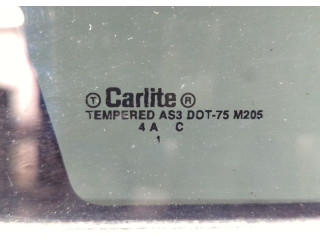 Ⓣ Carlite ®
TEMPERED AS3 DOT-75 M205
4 A C
1